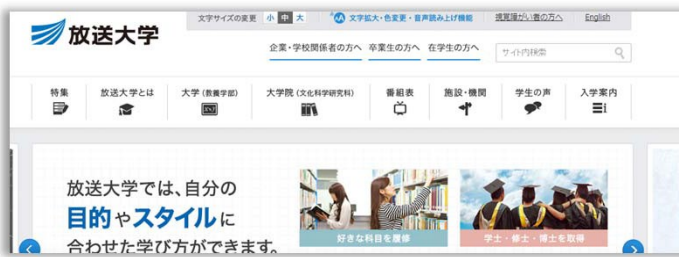 文字サイズの変更 小 中 大 文字拡大・色変更・音声読み上げ機能 視覚障がい者の方へ English
放送大学
企業・学校関係者の方へ 卒業生の方へ 在学生の方へ サイト内検索
特集 放送大学とは 大学(教養学部) 大学院(文化科学研究科) 番組表 施設・機関 学生の声 入学案内
放送大学では、自分の
目的やスタイルに
合わせた学び方ができます。
好きな科目を履修 学士・修士・博士を取得